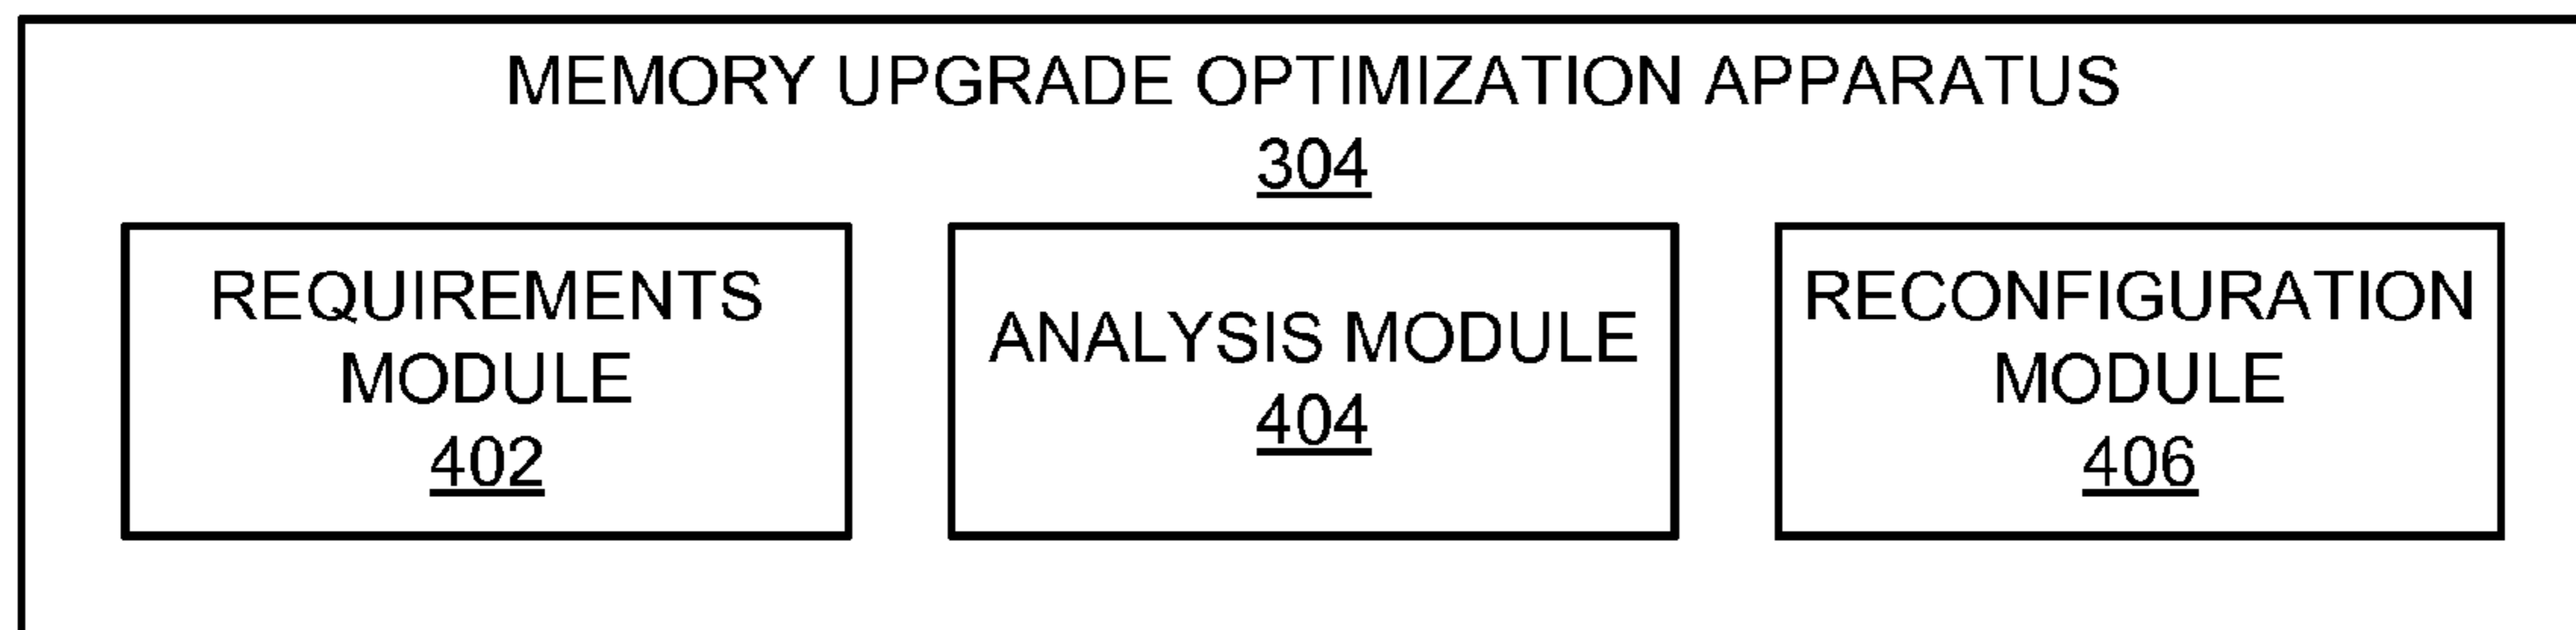 MEMORY UPGRADE OPTIMIZATION APPARATUS
304
REQUIREMENTS
MODULE
402
ANALYSIS MODULE
404
RECONFIGURATION
MODULE
406